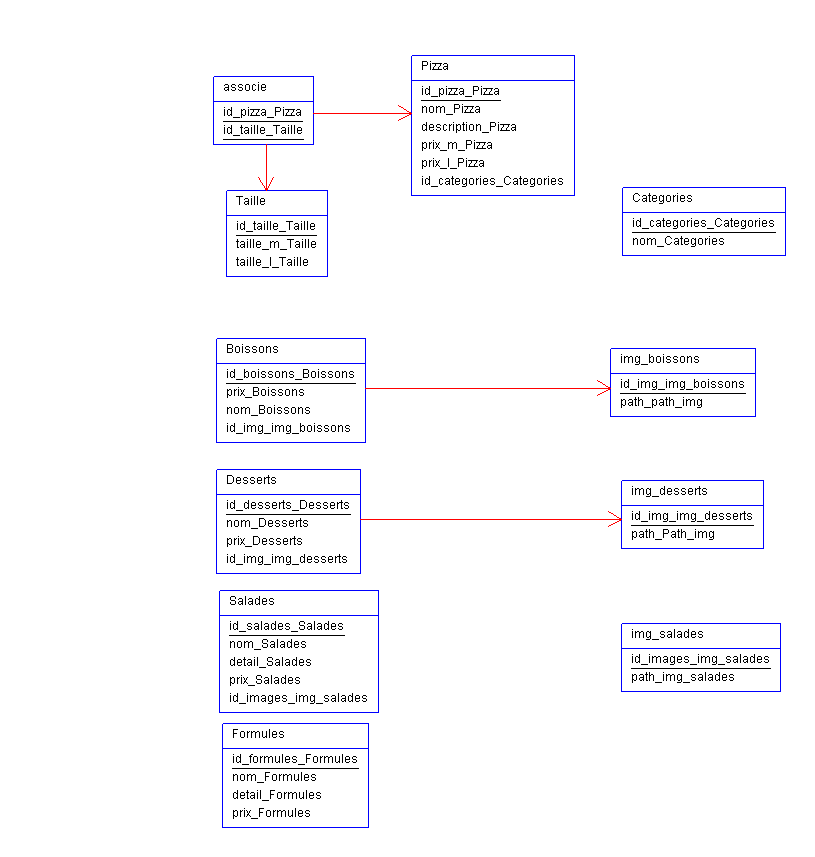 associe
id_pizza_Pizza
id_taille_Taille
Pizza
id_pizza_Pizza
nom_Pizza
description_Pizza
prix_m_Pizza
prix_l_Pizza
id_categories_Categories
Taille
id_taille_Taille
taille_m_Taille
taille_l_Taille
Categories
id_categories_Categories
nom_Categories
Boissons
id_boissons_Boissons
prix_Boissons
nom_Boissons
id_img_img_boissons
img_boissons
id_img_img_boissons
path_path_img
Desserts
id_desserts_Desserts
nom_Desserts
prix_Desserts
id_img_img_desserts
img_desserts
id_img_img_desserts
path_Path_img
Salades
id_salades_Salades
nom_Salades
detail_Salades
prix_Salades
id_images_img_salades
img_salades
id_images_img_salades
path_img_salades
Formules
id_formules_Formules
nom_Formules
detail_Formules
prix_Formules